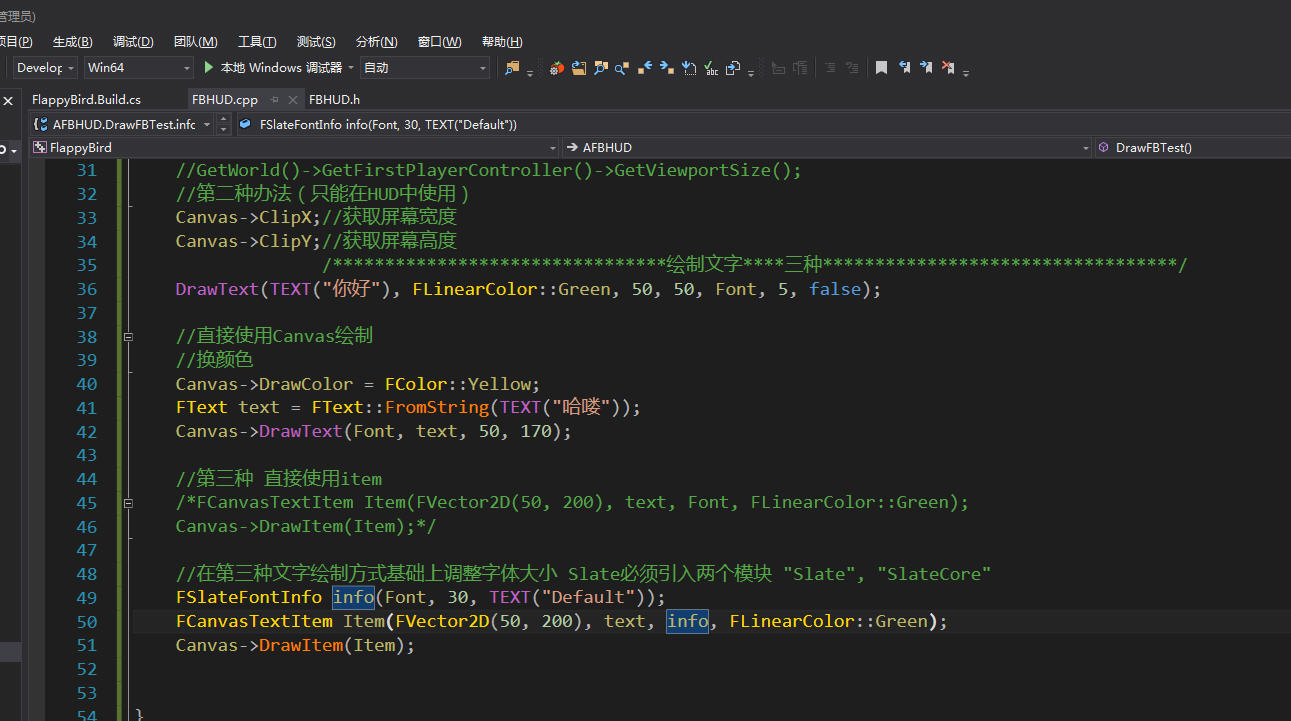 管理员)
项目(P) 生成(B) 调试(D) 团队(M) 工具(T) 测试(S) 分析(N) 窗口(W) 帮助(H)
Develop Win64 本地 Windows 调试器 自动
FlappyBird.Build.cs FBHUD.cpp FBHUD.h
AFBHUD.DrawFBTest.info FSlateFontInfo info(Font, 30, TEXT("Default"))
FlappyBird AFBHUD DrawFBTest()
31 //GetWorld()->GetFirstPlayerController()->GetViewportSize();
32 //第二种办法（只能在HUD中使用）
33 Canvas->ClipX;//获取屏幕宽度
34 Canvas->ClipY;//获取屏幕高度
35 /********************************绘制文字****三种**********************************/
36 DrawText(TEXT("你好"), FLinearColor::Green, 50, 50, Font, 5, false);
37
38 //直接使用Canvas绘制
39 //换颜色
40 Canvas->DrawColor = FColor::Yellow;
41 FText text = FText::FromString(TEXT("哈喽"));
42 Canvas->DrawText(Font, text, 50, 170);
43
44 //第三种 直接使用item
45 /*FCanvasTextItem Item(FVector2D(50, 200), text, Font, FLinearColor::Green);
46 Canvas->DrawItem(Item);*/
47
48 //在第三种文字绘制方式基础上调整字体大小 Slate必须引入两个模块 "Slate", "SlateCore"
49 FSlateFontInfo info(Font, 30, TEXT("Default"));
50 FCanvasTextItem Item(FVector2D(50, 200), text, info, FLinearColor::Green);
51 Canvas->DrawItem(Item);
52
53
54 }